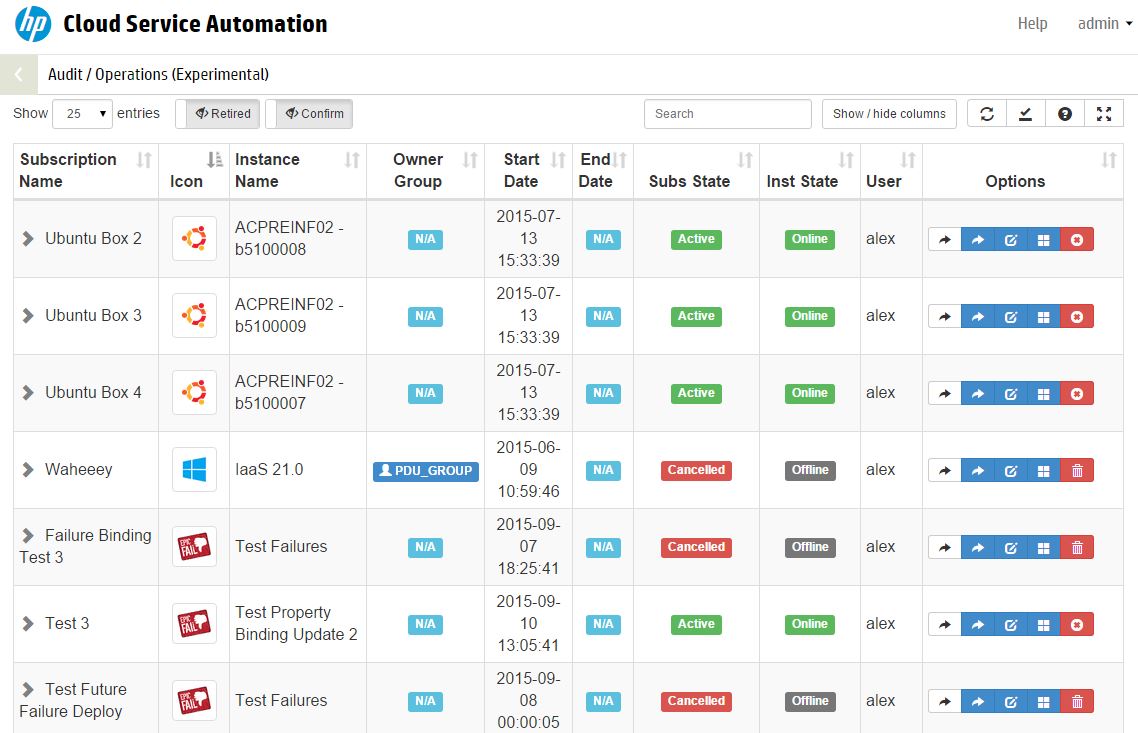 hp Cloud Service Automation Help admin
Audit / Operations (Experimental)
Show 25 entries Retired Confirm Search Show / hide columns
Subscription Name Icon Instance Name Owner Group Start Date End Date Subs State Inst State User Options
Ubuntu Box 2 ACPREINF02 - b5100008 N/A 2015-07-13 15:33:39 N/A Active Online alex
Ubuntu Box 3 ACPREINF02 - b5100009 N/A 2015-07-13 15:33:39 N/A Active Online alex
Ubuntu Box 4 ACPREINF02 - b5100007 N/A 2015-07-13 15:33:39 N/A Active Online alex
Waheeey IaaS 21.0 PDU_GROUP 2015-06-09 10:59:46 N/A Cancelled Offline alex
Failure Binding Test 3 EPIC FAIL Test Failures N/A 2015-09-07 18:25:41 N/A Cancelled Offline alex
Test 3 EPIC FAIL Test Property Binding Update 2 N/A 2015-09-10 13:05:41 N/A Active Online alex
Test Future Failure Deploy EPIC FAIL Test Failures N/A 2015-09-08 00:00:05 N/A Cancelled Offline alex